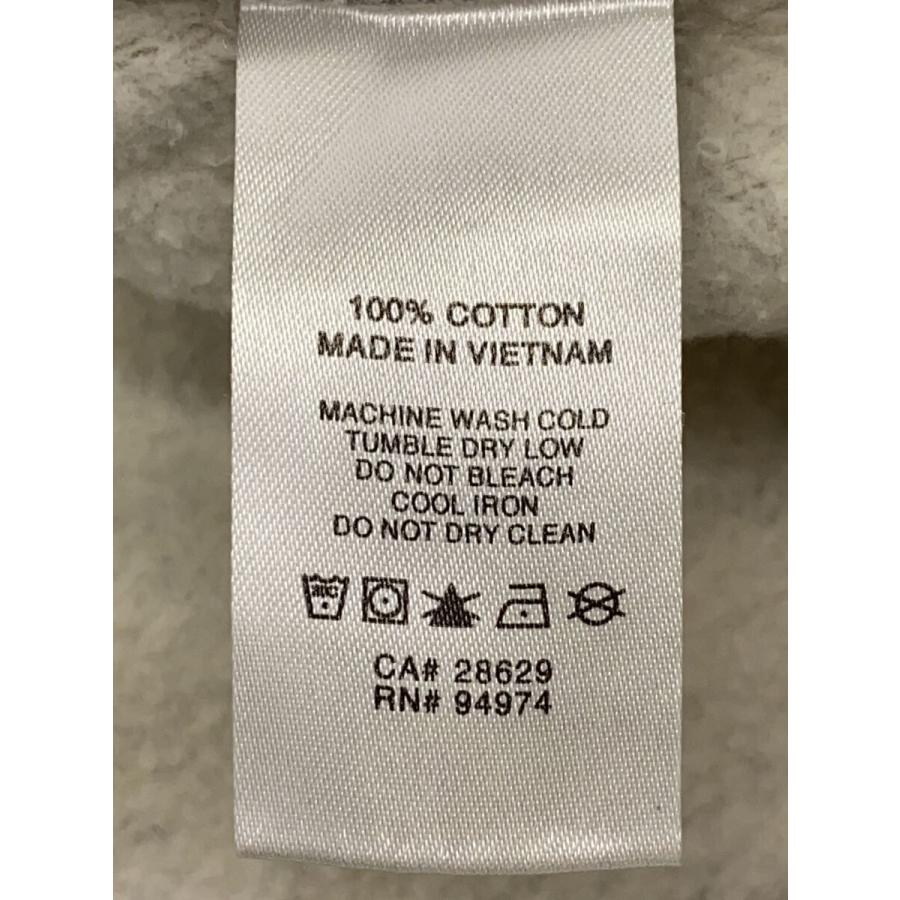 100% COTTON
MADE IN VIETNAM
MACHINE WASH COLD
TUMBLE DRY LOW
DO NOT BLEACH
COOL IRON
DO NOT DRY CLEAN
30C
CA# 28629
RN# 94974